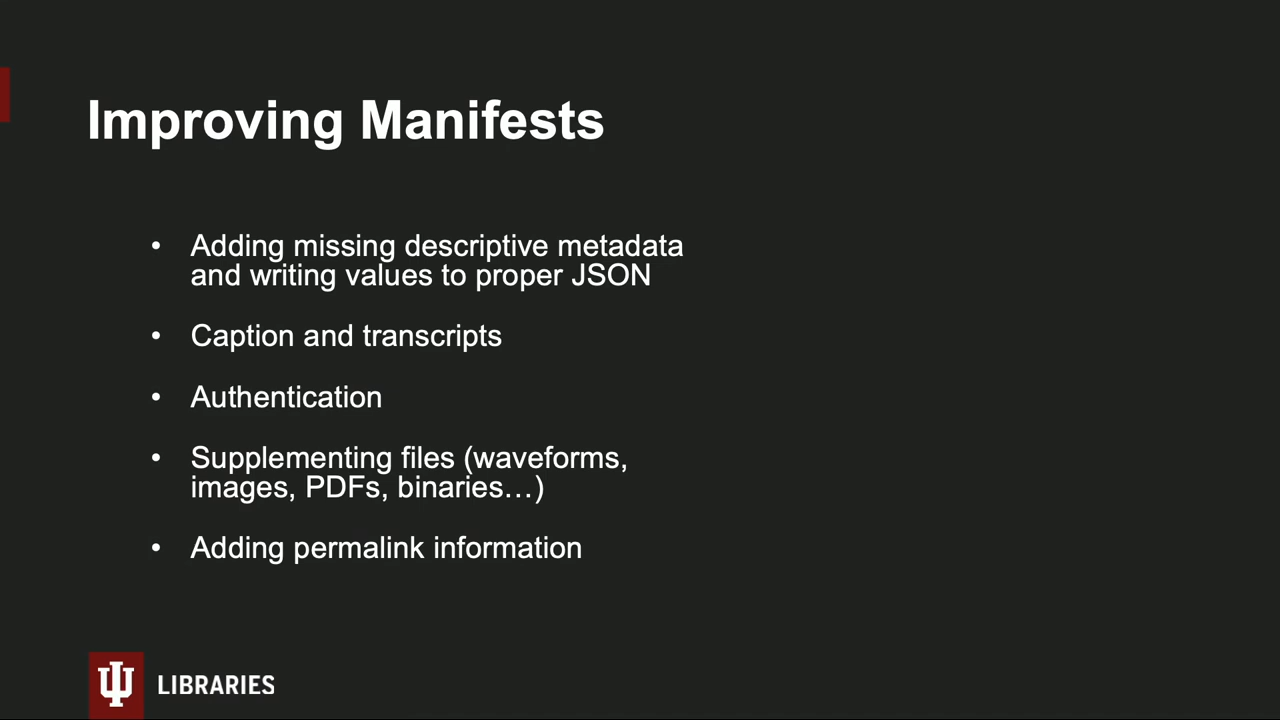 Improving Manifests
• Adding missing descriptive metadata
and writing values to proper JSON
• Caption and transcripts
• Authentication
• Supplementing files (waveforms,
images, PDFs, binaries…)
• Adding permalink information
LIBRARIES